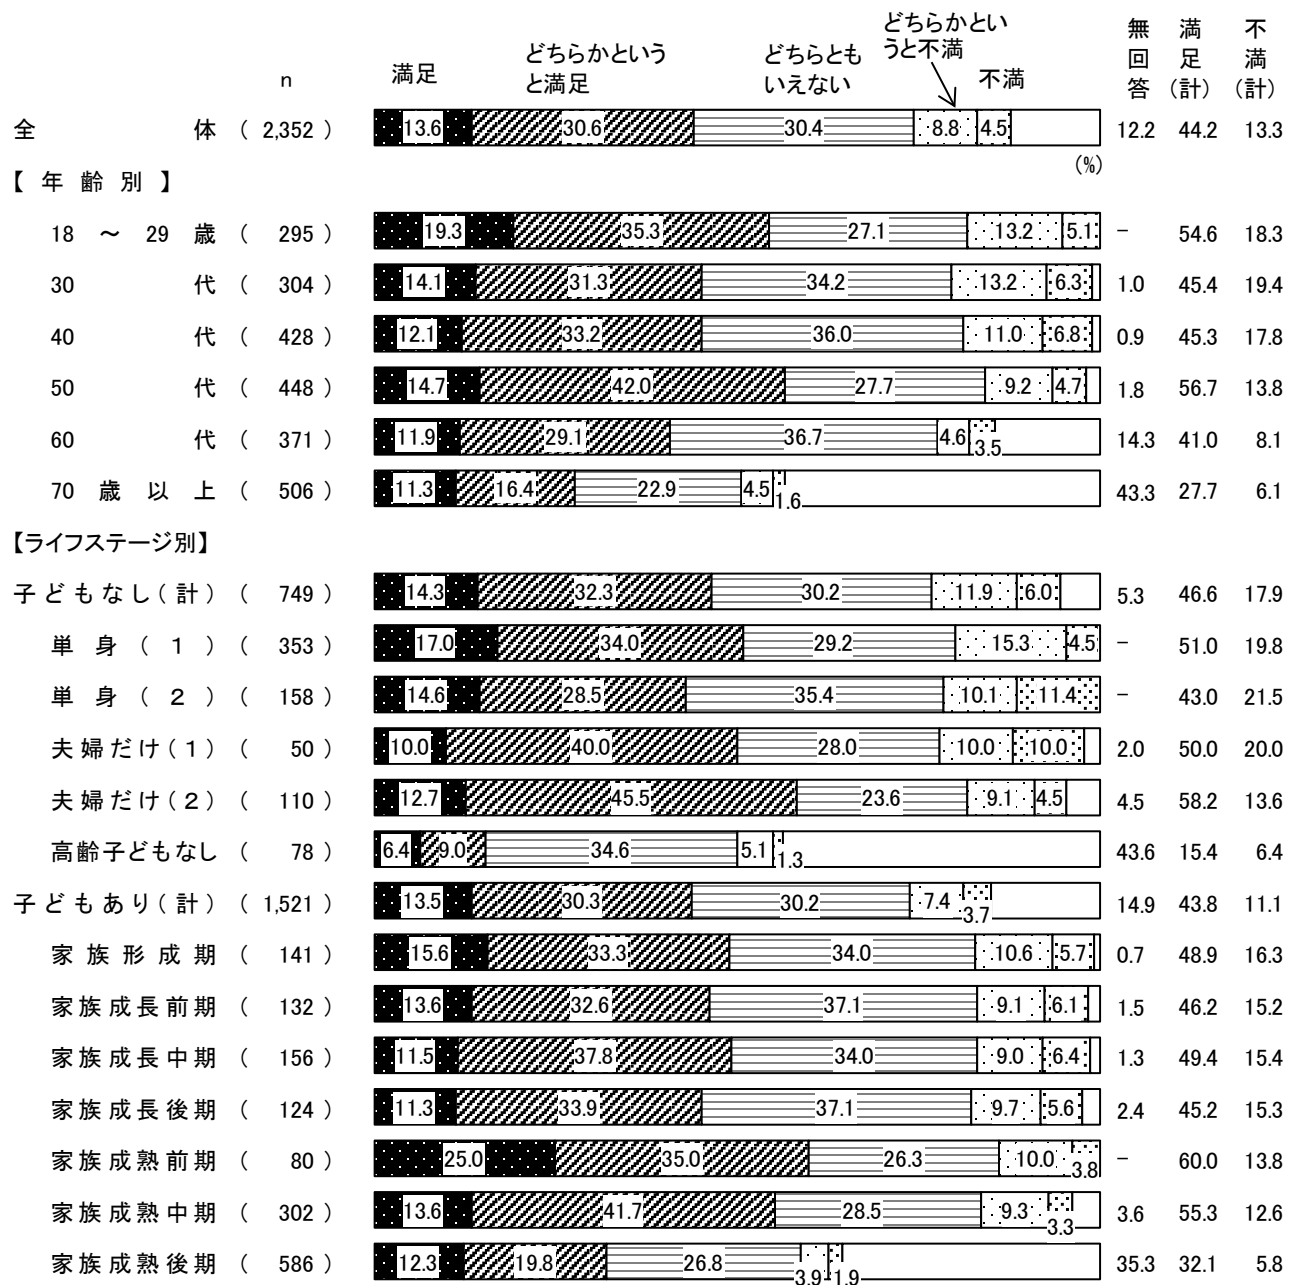 n 満足 どちらかというと満足 どちらともいえない どちらかというと不満 不満 無回答 満足(計) 不満(計)
全体 ( 2,352 ) 13.6 30.6 30.4 8.8 4.5 12.2 44.2 13.3
(%)
【年齢別】
18～29歳 ( 295 ) 19.3 35.3 27.1 13.2 5.1 － 54.6 18.3
30代 ( 304 ) 14.1 31.3 34.2 13.2 6.3 1.0 45.4 19.4
40代 ( 428 ) 12.1 33.2 36.0 11.0 6.8 0.9 45.3 17.8
50代 ( 448 ) 14.7 42.0 27.7 9.2 4.7 1.8 56.7 13.8
60代 ( 371 ) 11.9 29.1 36.7 4.6 3.5 14.3 41.0 8.1
70歳以上 ( 506 ) 11.3 16.4 22.9 4.5 1.6 43.3 27.7 6.1
【ライフステージ別】
子どもなし(計) ( 749 ) 14.3 32.3 30.2 11.9 6.0 5.3 46.6 17.9
単身(1) ( 353 ) 17.0 34.0 29.2 15.3 4.5 － 51.0 19.8
単身(2) ( 158 ) 14.6 28.5 35.4 10.1 11.4 － 43.0 21.5
夫婦だけ(1) ( 50 ) 10.0 40.0 28.0 10.0 10.0 2.0 50.0 20.0
夫婦だけ(2) ( 110 ) 12.7 45.5 23.6 9.1 4.5 4.5 58.2 13.6
高齢子どもなし ( 78 ) 6.4 9.0 34.6 5.1 1.3 43.6 15.4 6.4
子どもあり(計) ( 1,521 ) 13.5 30.3 30.2 7.4 3.7 14.9 43.8 11.1
家族形成期 ( 141 ) 15.6 33.3 34.0 10.6 5.7 0.7 48.9 16.3
家族成長前期 ( 132 ) 13.6 32.6 37.1 9.1 6.1 1.5 46.2 15.2
家族成長中期 ( 156 ) 11.5 37.8 34.0 9.0 6.4 1.3 49.4 15.4
家族成長後期 ( 124 ) 11.3 33.9 37.1 9.7 5.6 2.4 45.2 15.3
家族成熟前期 ( 80 ) 25.0 35.0 26.3 10.0 3.8 － 60.0 13.8
家族成熟中期 ( 302 ) 13.6 41.7 28.5 9.3 3.3 3.6 55.3 12.6
家族成熟後期 ( 586 ) 12.3 19.8 26.8 3.9 1.9 35.3 32.1 5.8